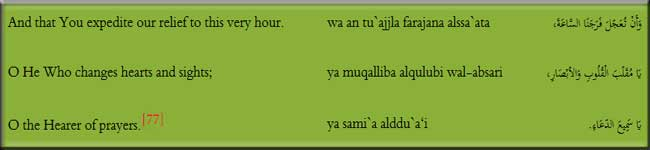 And that You expedite our relief to this very hour. wa an tu`ajjla farajana alssa`ata وَأَنْ تُعَجِّلَ فَرَجَنَا السَّاعَةَ،
O He Who changes hearts and sights; ya muqalliba alqulubi wal-absari يَا مُقَلِّبَ الْقُلُوبِ وَالأَبْصَارِ،
O the Hearer of prayers.[77] ya sami`a alddu`a‘i يَا سَمِيعَ الدّعَاءِ.